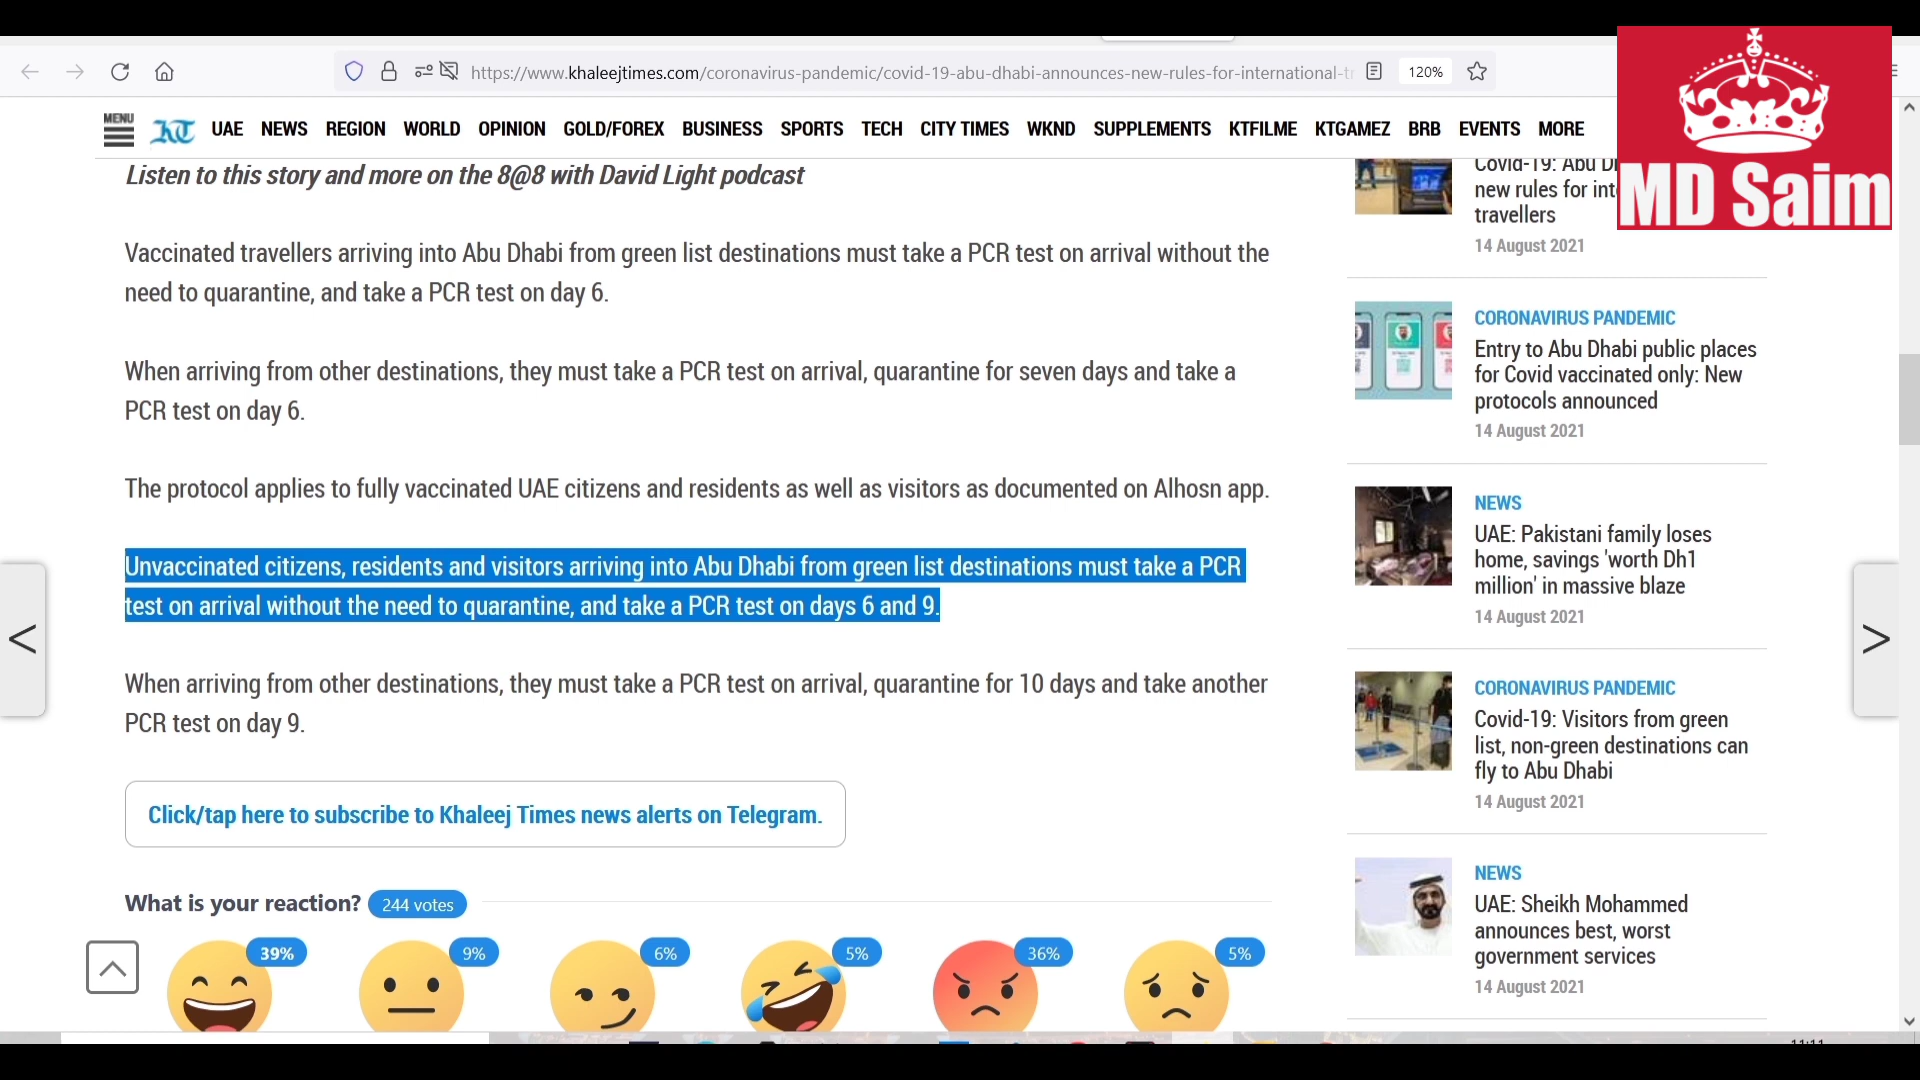 https://www.khaleejtimes.com/coronavirus-pandemic/covid-19-abu-dhabi-announces-new-rules-for-international-tr
120%
MD Saim
MENU
KT
UAE NEWS REGION WORLD OPINION GOLD/FOREX BUSINESS SPORTS TECH CITY TIMES WKND SUPPLEMENTS KTFILME KTGAMEZ BRB EVENTS MORE
Listen to this story and more on the 8@8 with David Light podcast
Vaccinated travellers arriving into Abu Dhabi from green list destinations must take a PCR test on arrival without the
need to quarantine, and take a PCR test on day 6.
When arriving from other destinations, they must take a PCR test on arrival, quarantine for seven days and take a
PCR test on day 6.
The protocol applies to fully vaccinated UAE citizens and residents as well as visitors as documented on Alhosn app.
Unvaccinated citizens, residents and visitors arriving into Abu Dhabi from green list destinations must take a PCR
test on arrival without the need to quarantine, and take a PCR test on days 6 and 9.
When arriving from other destinations, they must take a PCR test on arrival, quarantine for 10 days and take another
PCR test on day 9.
Click/tap here to subscribe to Khaleej Times news alerts on Telegram.
What is your reaction? 244 votes
39% 9% 6% 5% 36% 5%
Covid-19: Abu
new rules for
travellers
14 August 2021
CORONAVIRUS PANDEMIC
Entry to Abu Dhabi public places
for Covid vaccinated only: New
protocols announced
14 August 2021
NEWS
UAE: Pakistani family loses
home, savings 'worth Dh1
million' in massive blaze
14 August 2021
CORONAVIRUS PANDEMIC
Covid-19: Visitors from green
list, non-green destinations can
fly to Abu Dhabi
14 August 2021
NEWS
UAE: Sheikh Mohammed
announces best, worst
government services
14 August 2021